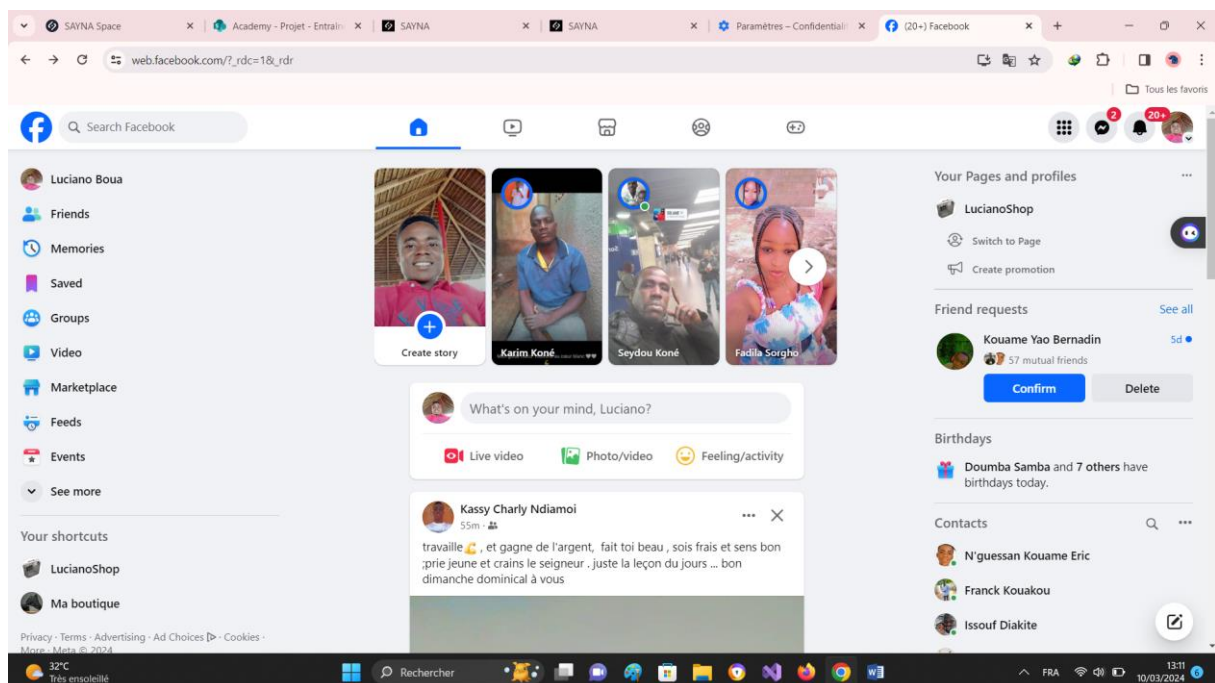 SAYNA Space
Academy - Projet - Entraîn
SAYNA
SAYNA
Paramètres – Confidentiali
(20+) Facebook
web.facebook.com/?_rdc=1&_rdr
Tous les favoris
Search Facebook
2
20+
Luciano Boua
Friends
Memories
Saved
Groups
Video
Marketplace
Feeds
Events
See more
Your shortcuts
LucianoShop
Ma boutique
Privacy · Terms · Advertising · Ad Choices · Cookies ·
More · Meta © 2024
Create story
Karim Koné
Seydou Koné
Fadila Sorgho
What's on your mind, Luciano?
Live video
Photo/video
Feeling/activity
Kassy Charly Ndiamoi
55m ·
travaille 💪 , et gagne de l'argent, fait toi beau , sois frais et sens bon
;prie jeune et crains le seigneur . juste la leçon du jours ... bon
dimanche dominical à vous
Your Pages and profiles
LucianoShop
Switch to Page
Create promotion
Friend requests
See all
Kouame Yao Bernadin
5d
57 mutual friends
Confirm
Delete
Birthdays
Doumba Samba and 7 others have
birthdays today.
Contacts
N'guessan Kouame Eric
Franck Kouakou
Issouf Diakite
32°C
Très ensoleillé
Rechercher
FRA
13:11
10/03/2024
6